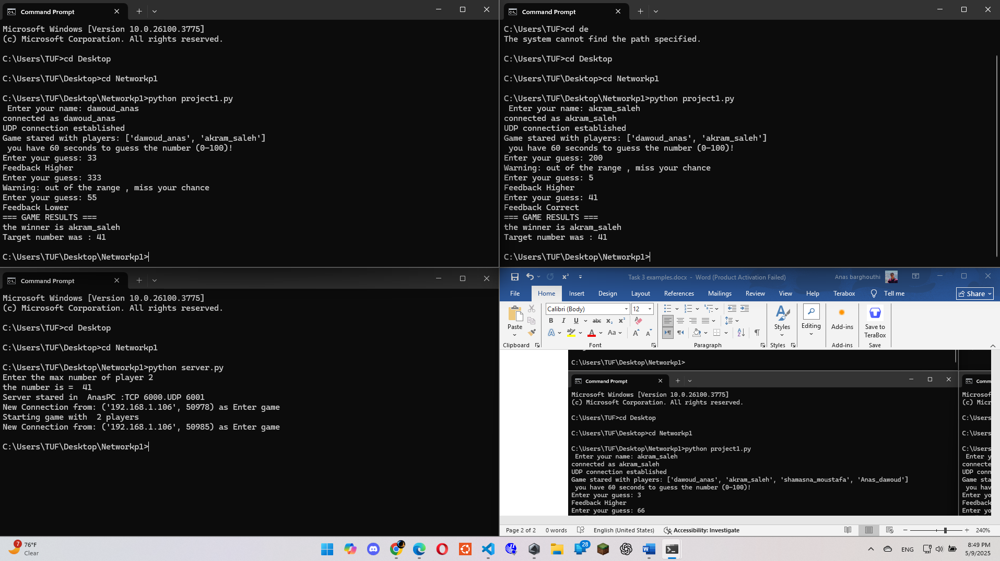 Command Prompt
Microsoft Windows [Version 10.0.26100.3775]
(c) Microsoft Corporation. All rights reserved.
C:\Users\TUF>cd Desktop
C:\Users\TUF\Desktop>cd Networkp1
C:\Users\TUF\Desktop\Networkp1>python project1.py
Enter your name: dawoud_anas
connected as dawoud_anas
UDP connection established
Game stared with players: ['dawoud_anas', 'akram_saleh']
you have 60 seconds to guess the number (0-100)!
Enter your guess: 33
Feedback Higher
Enter your guess: 333
Warning: out of the range , miss your chance
Enter your guess: 55
Feedback Lower
=== GAME RESULTS ===
the winner is akram_saleh
Target number was : 41
C:\Users\TUF\Desktop\Networkp1>
Command Prompt
C:\Users\TUF>cd de
The system cannot find the path specified.
C:\Users\TUF>cd Desktop
C:\Users\TUF\Desktop>cd Networkp1
C:\Users\TUF\Desktop\Networkp1>python project1.py
Enter your name: akram_saleh
connected as akram_saleh
UDP connection established
Game stared with players: ['dawoud_anas', 'akram_saleh']
you have 60 seconds to guess the number (0-100)!
Enter your guess: 200
Warning: out of the range , miss your chance
Enter your guess: 5
Feedback Higher
Enter your guess: 41
Feedback Correct
=== GAME RESULTS ===
the winner is akram_saleh
Target number was : 41
C:\Users\TUF\Desktop\Networkp1>
Command Prompt
Microsoft Windows [Version 10.0.26100.3775]
(c) Microsoft Corporation. All rights reserved.
C:\Users\TUF>cd Desktop
C:\Users\TUF\Desktop>cd Networkp1
C:\Users\TUF\Desktop\Networkp1>python server.py
Enter the max number of player 2
the number is =  41
Server stared in  AnasPC :TCP 6000.UDP 6001
New Connection from: ('192.168.1.106', 50978) as Enter game
Starting game with  2 players
New Connection from: ('192.168.1.106', 50985) as Enter game
C:\Users\TUF\Desktop\Networkp1>
Task 3 examples.docx - Word (Product Activation Failed)
Anas barghouthi
File Home Insert Design Layout References Mailings Review View Help Terabox Tell me Share
Calibri (Body) 12
Paste
Styles
Editing
Add-ins
Save to TeraBox
Clipboard Font Paragraph Styles Add-ins Save
C:\Users\TUF\Desktop\Networkp1>
Command Prompt
Microsoft Windows [Version 10.0.26100.3775]
(c) Microsoft Corporation. All rights reserved.
C:\Users\TUF>cd Desktop
C:\Users\TUF\Desktop>cd Networkp1
C:\Users\TUF\Desktop\Networkp1>python project1.py
Enter your name: akram_saleh
connected as akram_saleh
UDP connection established
Game stared with players: ['dawoud_anas', 'akram_saleh', 'shamasna_moustafa', 'Anas_dawoud']
you have 60 seconds to guess the number (0-100)!
Enter your guess: 3
Feedback Higher
Enter your guess: 66
Comm
Microsof
(c) Micr
C:\Users
C:\Users
C:\Users
Enter y
connecte
UDP conn
Game sta
you hav
Enter yo
Feedback
Enter yo
Page 2 of 2 0 words English (United States) Accessibility: Investigate 240%
7
76°F
Clear
28
ENG
8:49 PM
5/9/2025